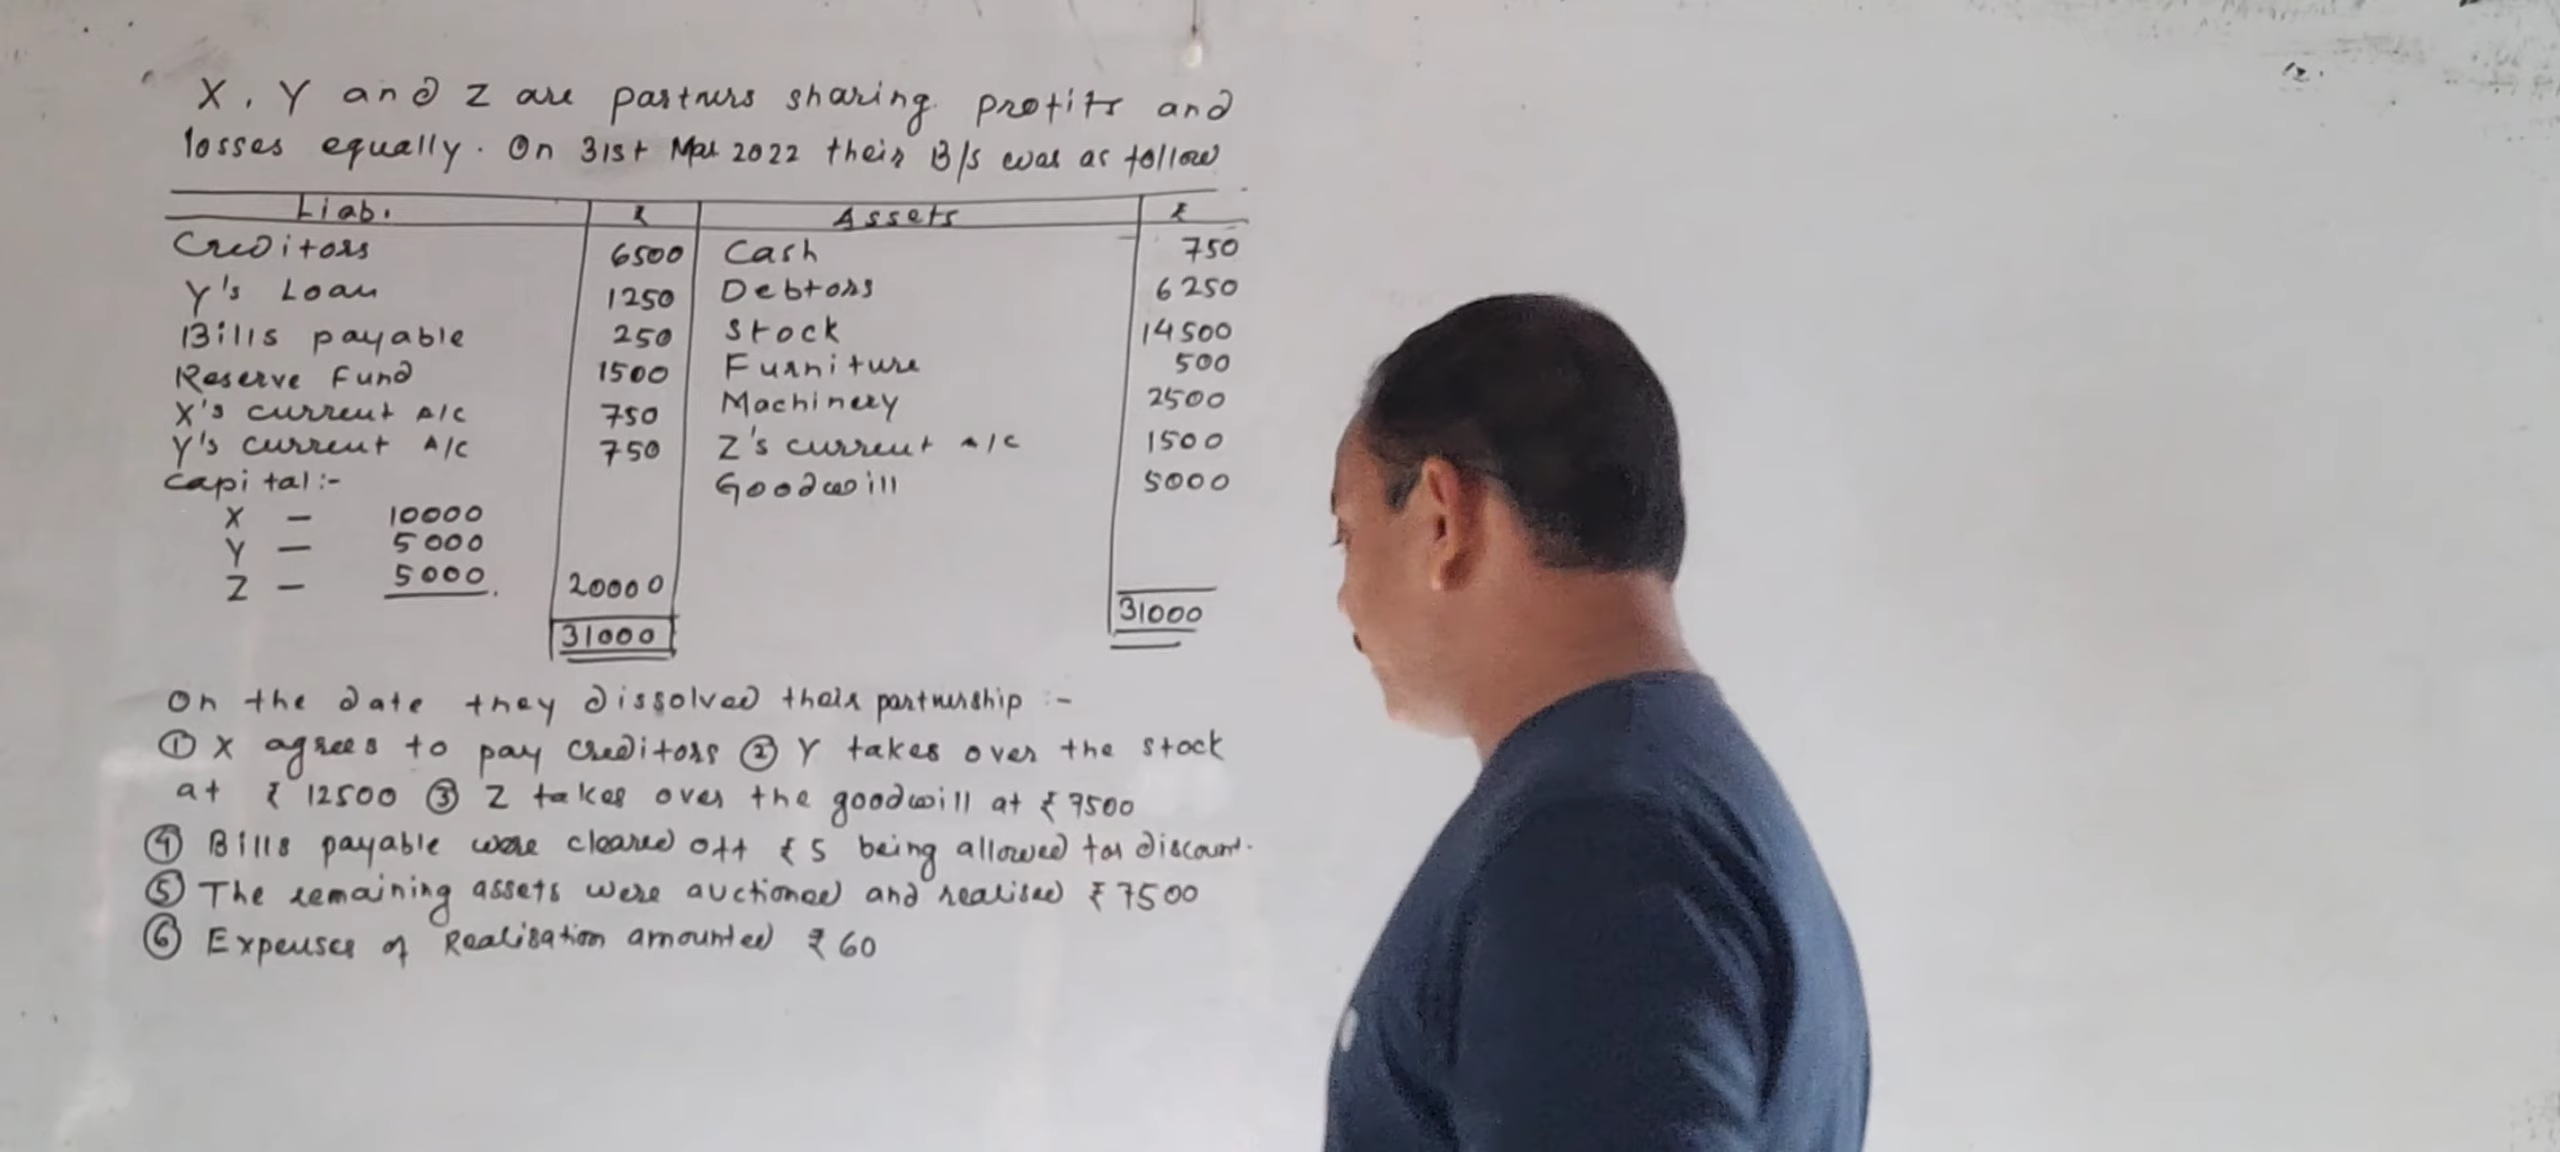 X, Y and Z are partners sharing profits and
losses equally. On 31st Mar 2022 their B/s was as follow
Liab. ₹ Assets ₹
Creditors 6500 Cash 750
Y's Loan 1250 Debtors 6250
Bills payable 250 Stock 14500
Reserve Fund 1500 Furniture 500
X's current A/c 750 Machinery 2500
Y's current A/c 750 Z's current A/c 1500
Capital :- Goodwill 5000
X — 10000
Y — 5000
Z — 5000 20000
31000 31000
On the date they dissolved their partnership :-
① X agrees to pay Creditors ② Y takes over the stock
at ₹ 12500 ③ Z takes over the goodwill at ₹ 7500
④ Bills payable were cleared off ₹ 5 being allowed for discount.
⑤ The remaining assets were auctioned and realised ₹ 7500
⑥ Expenses of Realisation amounted ₹ 60